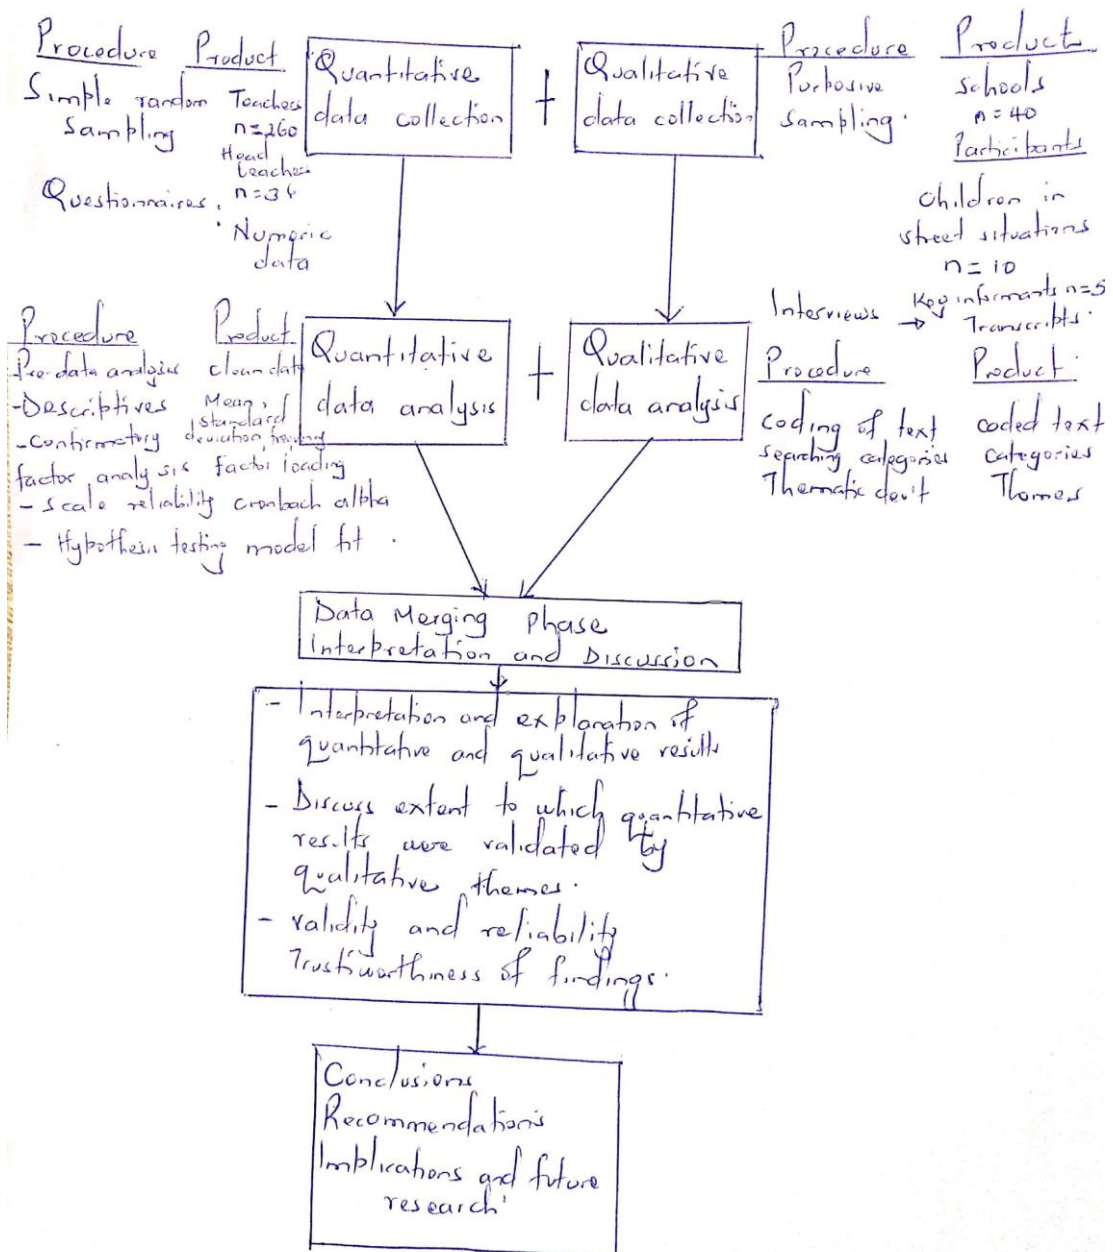 Procedure Product
Simple random Teachers
Sampling n=260
Head
teachers
Questionnaires, n=34
Numeric
data
Quantitative
data collection
+
Qualitative
data collection
Procedure Product
Purposive Schools
Sampling. n=40
Participants
Children in
street situations
n=10
Interviews → Key informants n=5
Transcripts.
Procedure Product
Pre-data analysis clean data
-Descriptives Mean,
standard
-Confirmatory deviation,
factor analysis factor loading
- Scale reliability cronbach alpha
- Hypothesis testing model fit.
Quantitative
data analysis
+
Qualitative
data analysis
Procedure Product
coding of text coded text
searching categories categories
Thematic dev't Themes
Data Merging Phase
Interpretation and Discussion
- Interpretation and explanation of
quantitative and qualitative results
- Discuss extent to which quantitative
results were validated by
qualitative themes.
- validity and reliability
Trustiworthiness of findings.
Conclusions
Recommendations
Implications and future
research